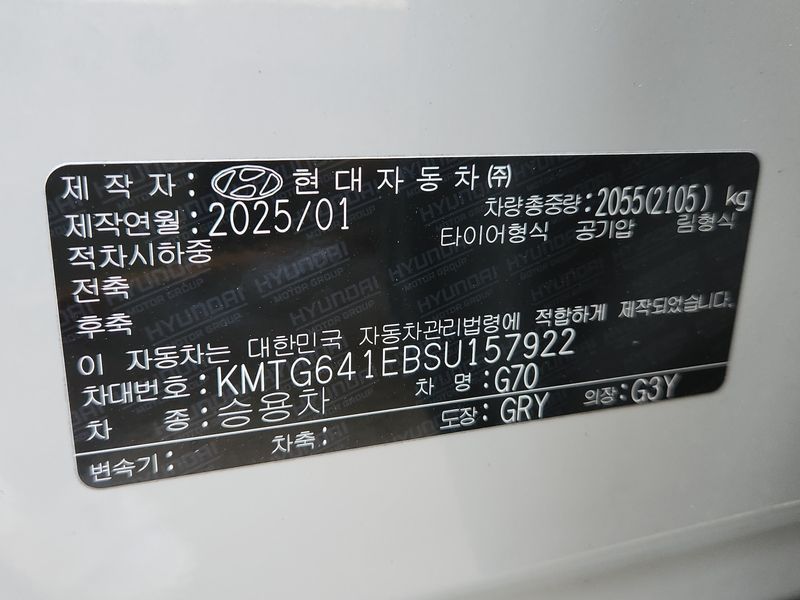 제 작 자 : 현 대 자 동 차 ㈜
제작연월 : 2025/01 차량총중량 : 2055(2105) kg
적차시하중 타이어형식 공기압 림형식
전축
후축
이 자동차는 대한민국 자동차관리법령에 적합하게 제작되었습니다.
차대번호 : KMTG641EBSU157922
차 종 : 승용차 차 명 : G70
도장 : GRY 의장 : G3Y
변속기 : 차축 :